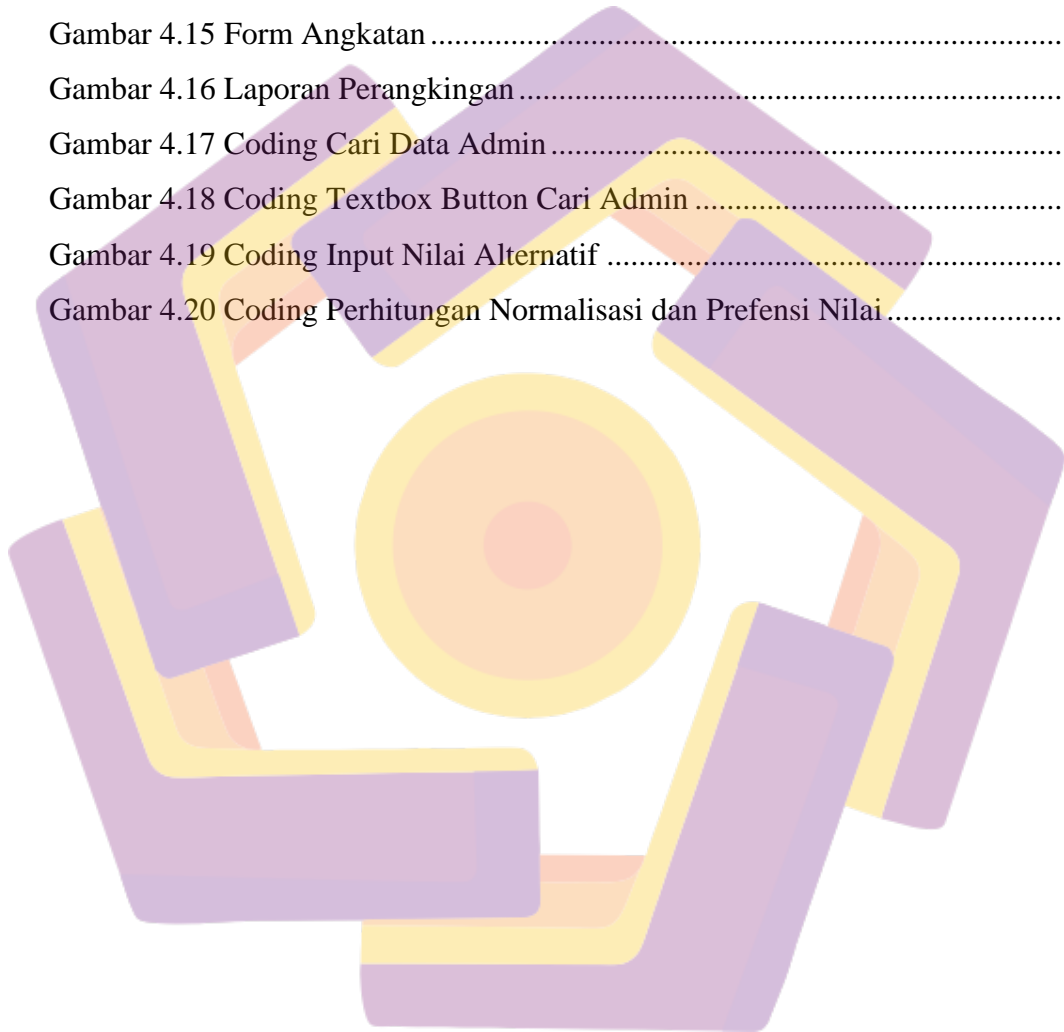 Gambar 4.15 Form Angkatan ................................................................................
Gambar 4.16 Laporan Perangkingan .....................................................................
Gambar 4.17 Coding Cari Data Admin .................................................................
Gambar 4.18 Coding Textbox Button Cari Admin ..............................................
Gambar 4.19 Coding Input Nilai Alternatif .........................................................
Gambar 4.20 Coding Perhitungan Normalisasi dan Prefensi Nilai ......................